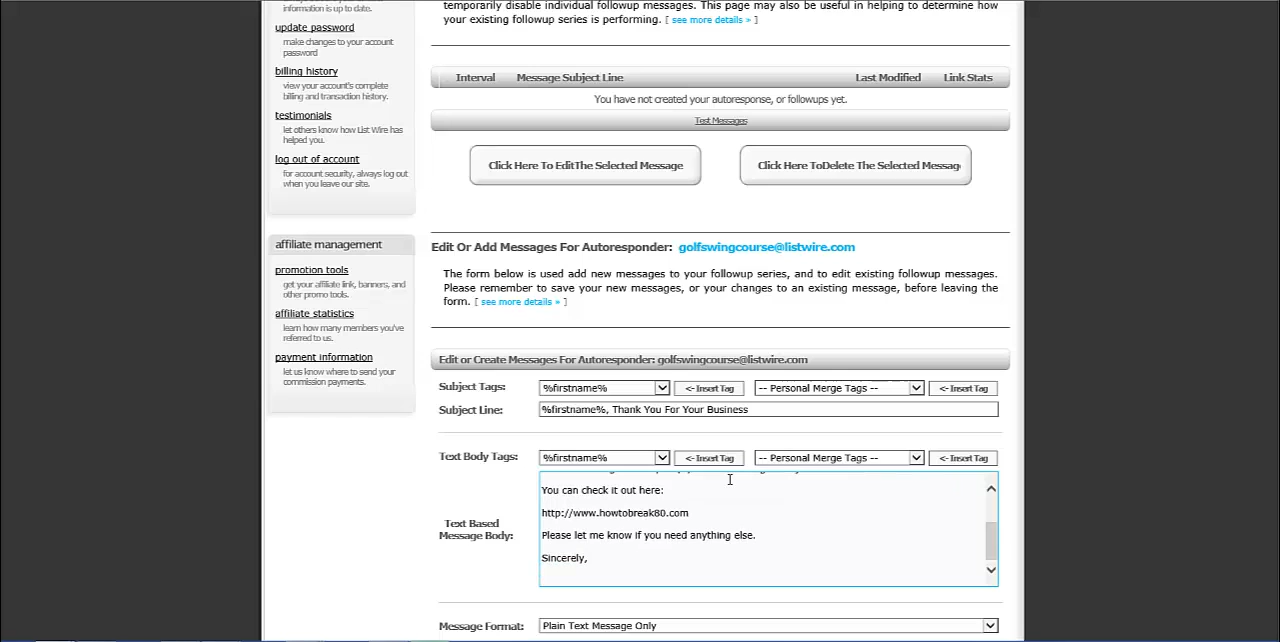 information is up to date.
update password
make changes to your account
password
billing history
view your account's complete
billing and transaction history.
testimonials
let others know how List Wire has
helped you.
log out of account
for account security, always log out
when you leave our site.
affiliate management
promotion tools
get your affiliate link, banners, and
other promo tools.
affiliate statistics
learn how many members you've
referred to us.
payment information
let us know where to send your
commission payments.
temporarily disable individual followup messages. This page may also be useful in helping to determine how
your existing followup series is performing. [ see more details » ]
Interval Message Subject Line Last Modified Link Stats
You have not created your autoresponse, or followups yet.
Test Messages
Click Here To EditThe Selected Message Click Here ToDelete The Selected Messag
Edit Or Add Messages For Autoresponder: golfswingcourse@listwire.com
The form below is used add new messages to your followup series, and to edit existing followup messages.
Please remember to save your new messages, or your changes to an existing message, before leaving the
form. [ see more details » ]
Edit or Create Messages For Autoresponder: golfswingcourse@listwire.com
Subject Tags: %firstname% <- Insert Tag -- Personal Merge Tags -- <- Insert Tag
Subject Line: %firstname%, Thank You For Your Business
Text Body Tags: %firstname% <- Insert Tag -- Personal Merge Tags -- <- Insert Tag
You can check it out here:
http://www.howtobreak80.com
Text Based
Message Body:
Please let me know if you need anything else.
Sincerely,
Message Format: Plain Text Message Only